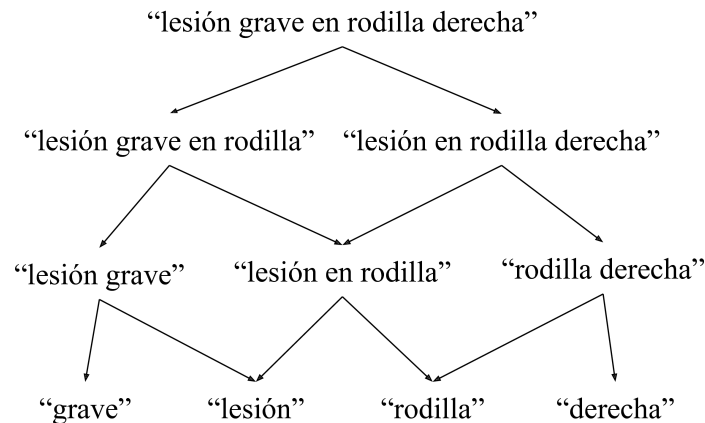 “lesión grave en rodilla derecha”
“lesión grave en rodilla” “lesión en rodilla derecha”
“lesión grave” “lesión en rodilla” “rodilla derecha”
“grave” “lesión” “rodilla” “derecha”